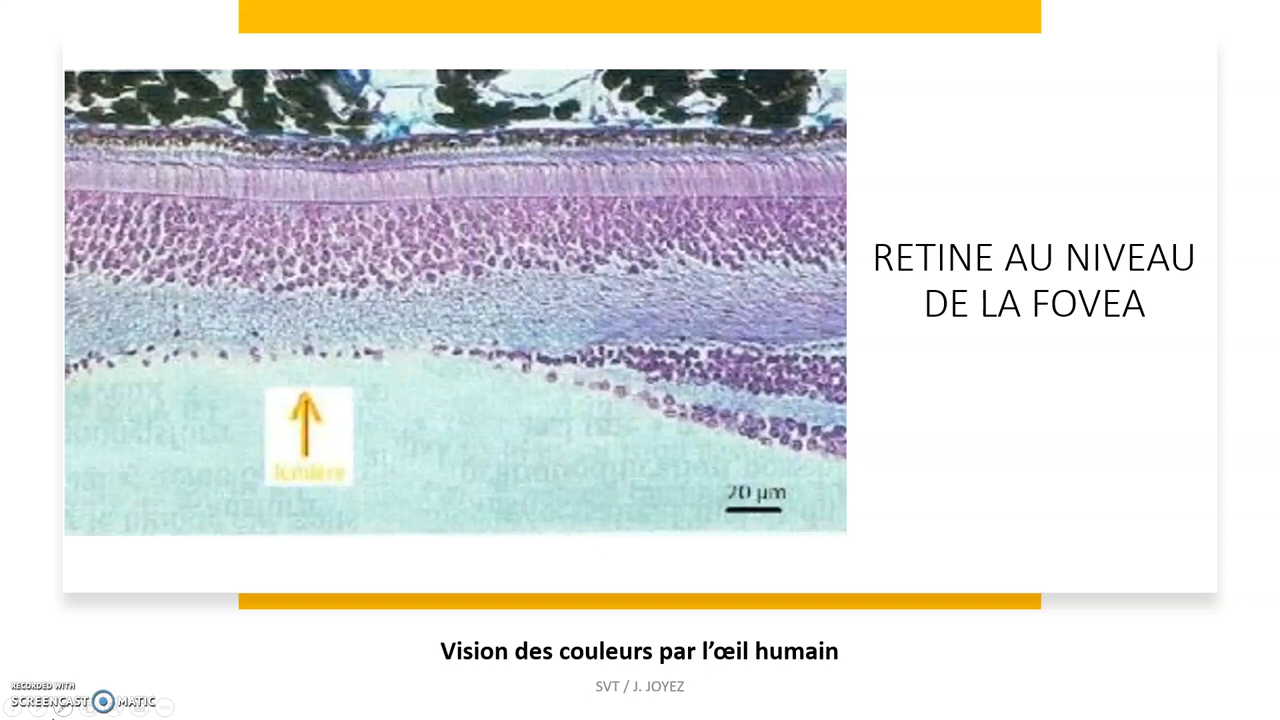 RETINE AU NIVEAU
DE LA FOVEA
lumière
20 µm
Vision des couleurs par l’œil humain
SVT / J. JOYEZ
RECORDED WITH
SCREENCAST MATIC